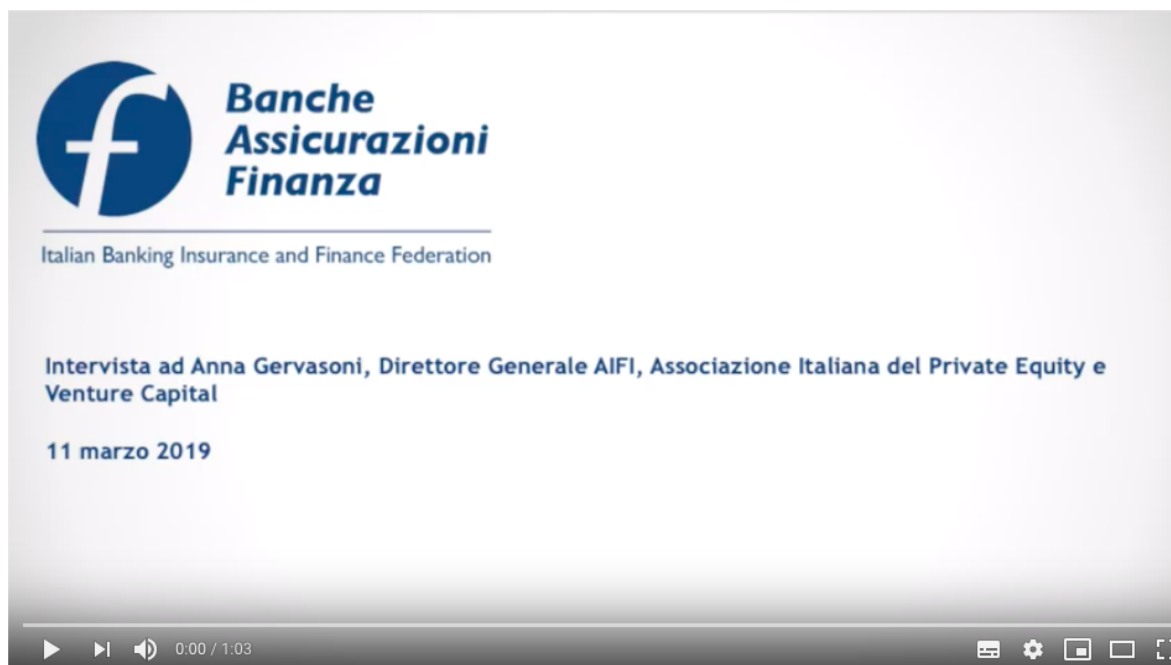 f Banche
Assicurazioni
Finanza
Italian Banking Insurance and Finance Federation
Intervista ad Anna Gervasoni, Direttore Generale AIFI, Associazione Italiana del Private Equity e
Venture Capital
11 marzo 2019
0:00 / 1:03